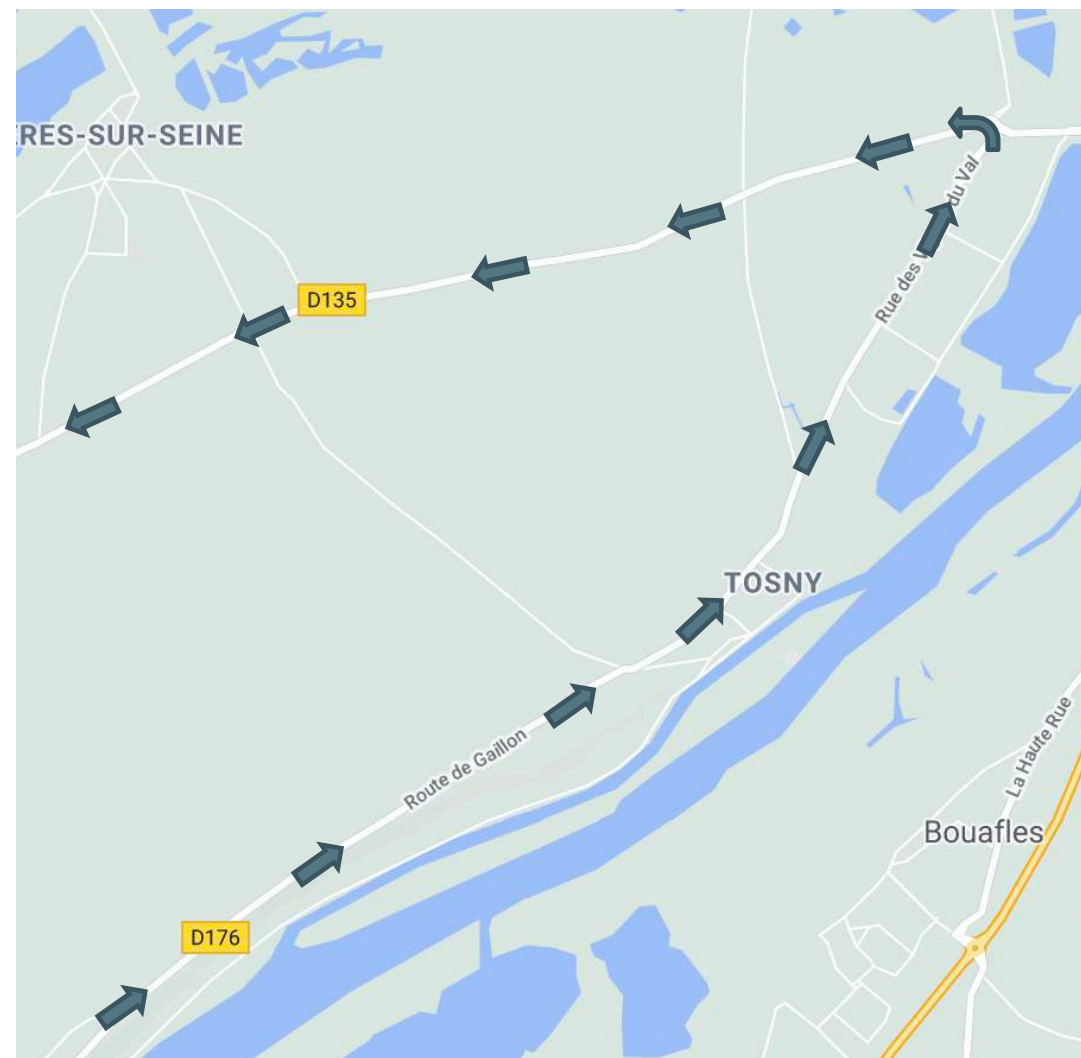 RES-SUR-SEINE
D135
Rue des V
du Val
TOSNY
Route de Gaillon
La Haute Rue
Bouafles
D176